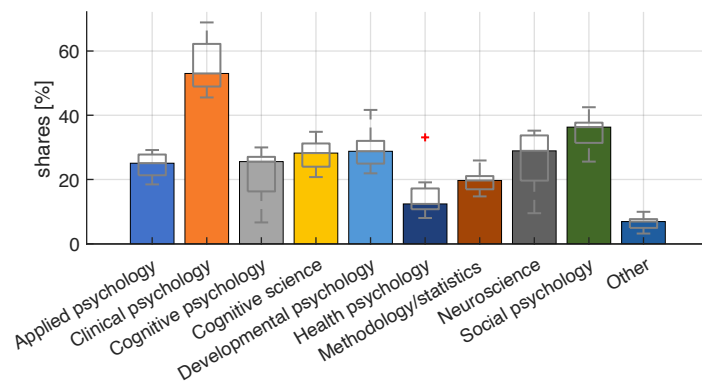 shares [%]
60
40
20
0
Applied psychology
Clinical psychology
Cognitive psychology
Cognitive science
Developmental psychology
Health psychology
Methodology/statistics
Neuroscience
Social psychology
Other